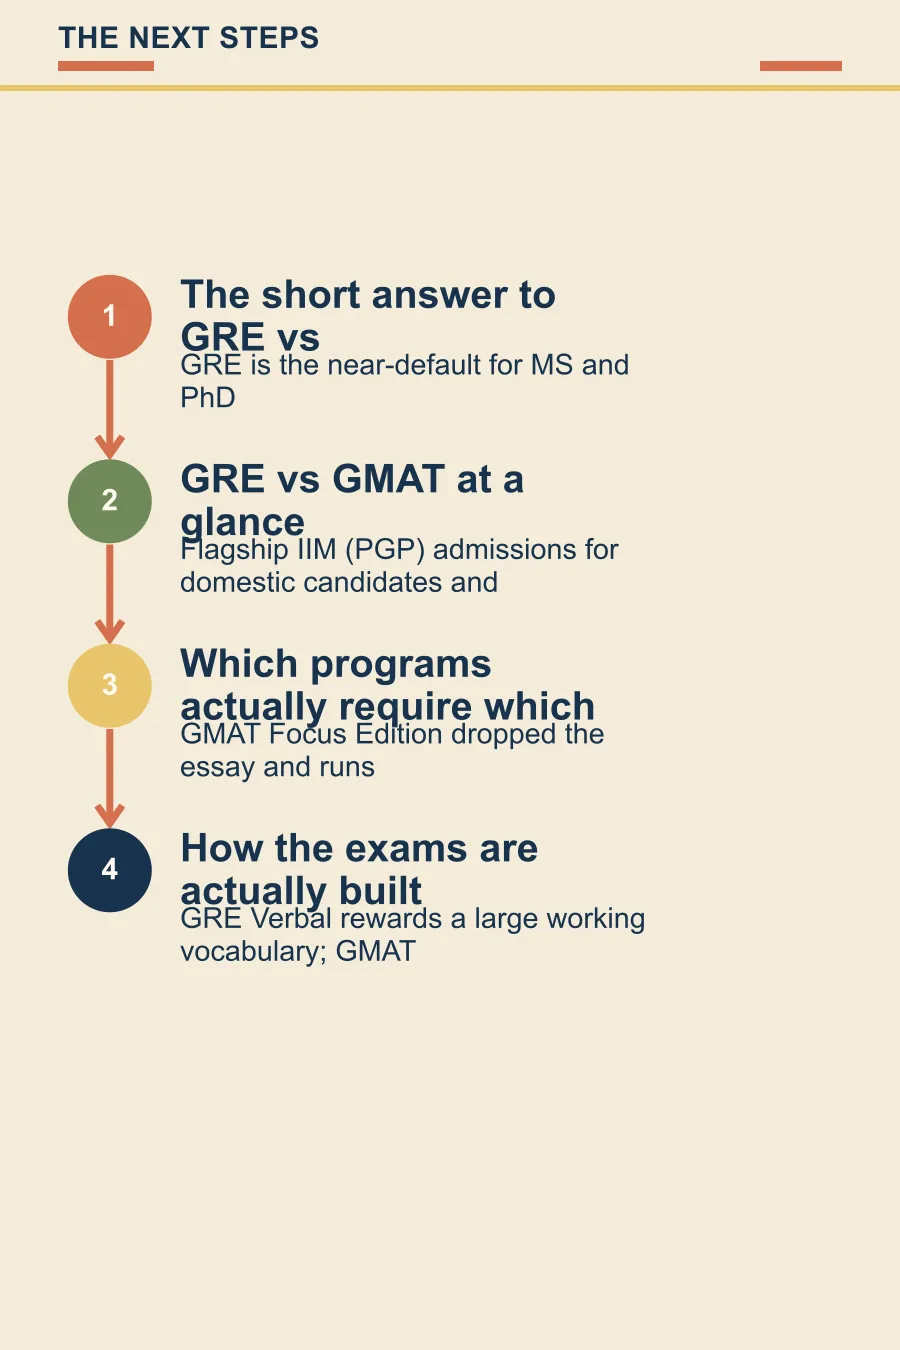 THE NEXT STEPS
1
The short answer to
GRE vs
GRE is the near-default for MS and
PhD
2
GRE vs GMAT at a
glance
Flagship IIM (PGP) admissions for
domestic candidates and
3
Which programs
actually require which
GMAT Focus Edition dropped the
essay and runs
4
How the exams are
actually built
GRE Verbal rewards a large working
vocabulary; GMAT